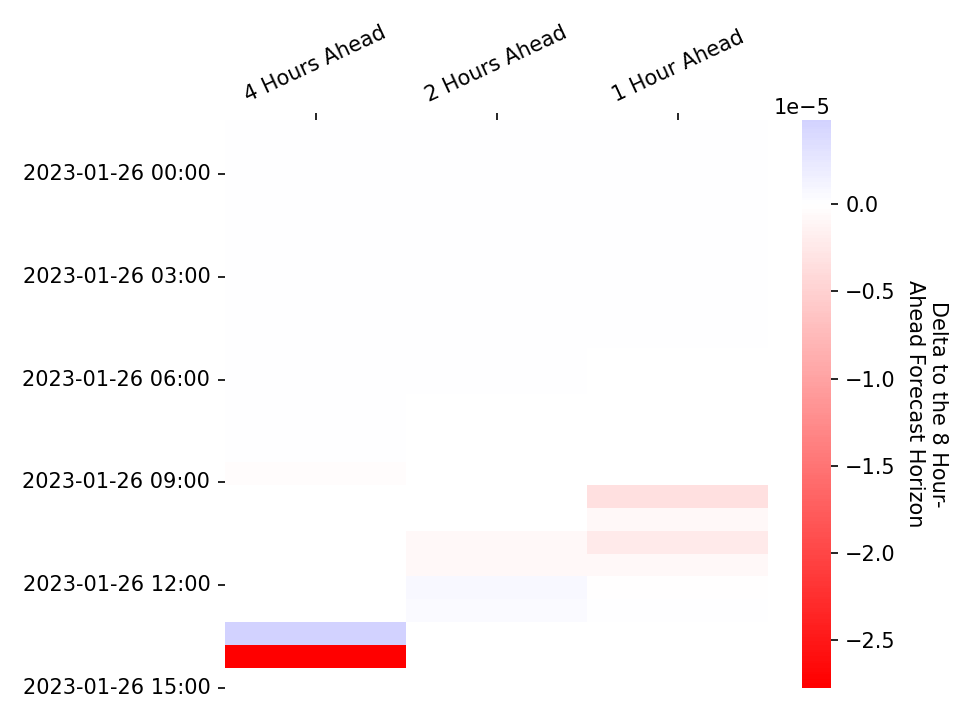 4 Hours Ahead
2 Hours Ahead
1 Hour Ahead
1e−5
2023-01-26 00:00
2023-01-26 03:00
2023-01-26 06:00
2023-01-26 09:00
2023-01-26 12:00
2023-01-26 15:00
0.0
−0.5
−1.0
−1.5
−2.0
−2.5
Delta to the 8 Hour-
Ahead Forecast Horizon